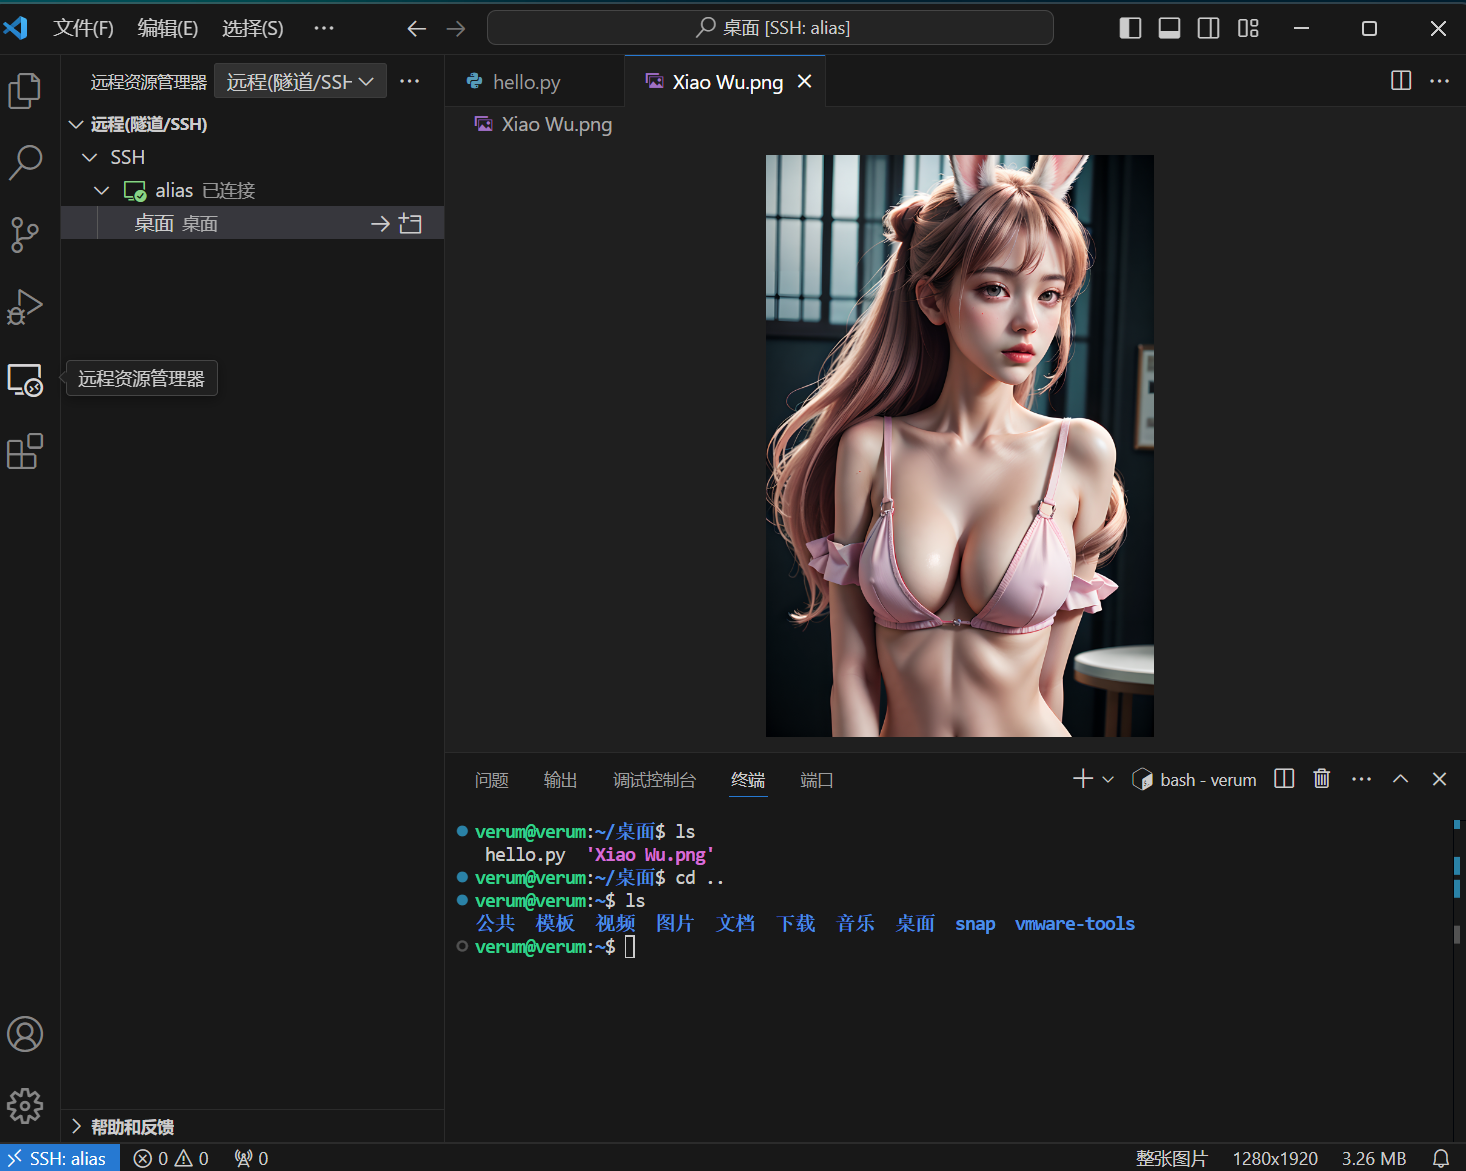 文件(F) 编辑(E) 选择(S) ··· 桌面 [SSH: alias]
远程资源管理器 远程(隧道/SSH ···
hello.py Xiao Wu.png ···
远程(隧道/SSH)
Xiao Wu.png
SSH
alias 已连接
桌面 桌面
远程资源管理器
问题 输出 调试控制台 终端 端口 bash - verum ···
verum@verum:~/桌面$ ls
hello.py 'Xiao Wu.png'
verum@verum:~/桌面$ cd ..
verum@verum:~$ ls
公共 模板 视频 图片 文档 下载 音乐 桌面 snap vmware-tools
verum@verum:~$
帮助和反馈
SSH: alias 0 0 0 整张图片 1280x1920 3.26 MB